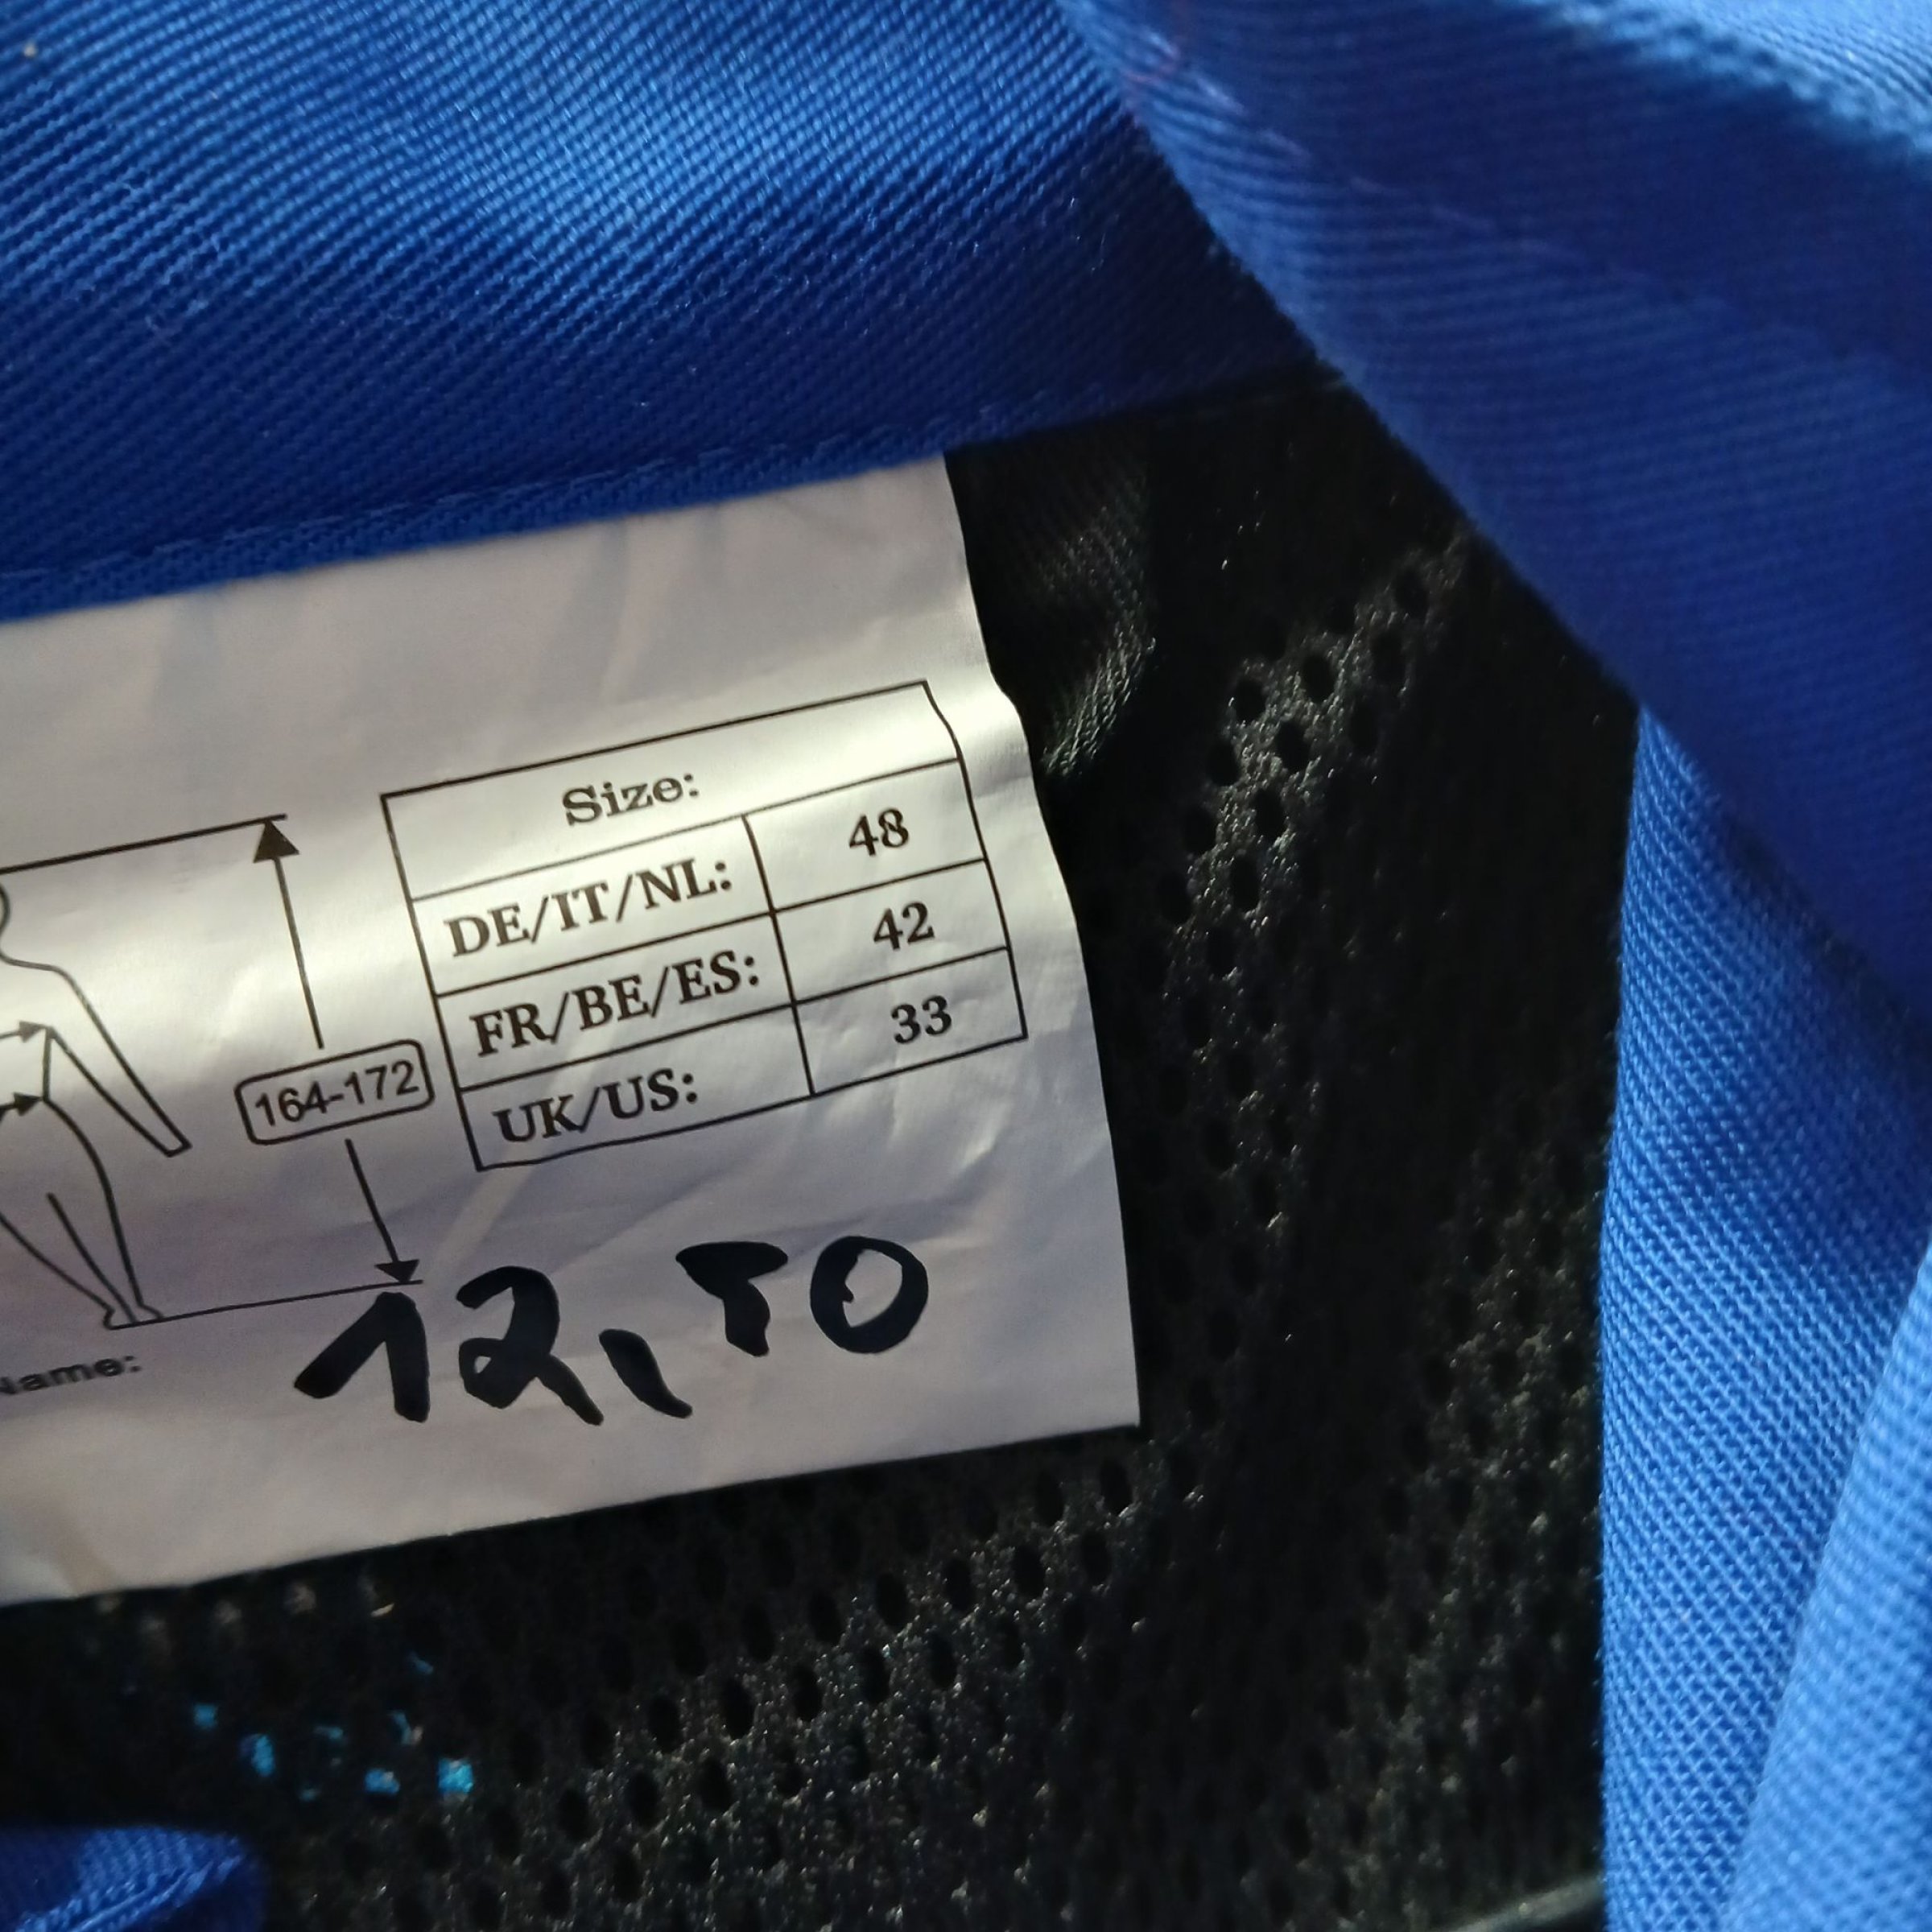 Size:
DE/IT/NL: 48
FR/BE/ES: 42
UK/US: 33
164-172
12,50
Name: